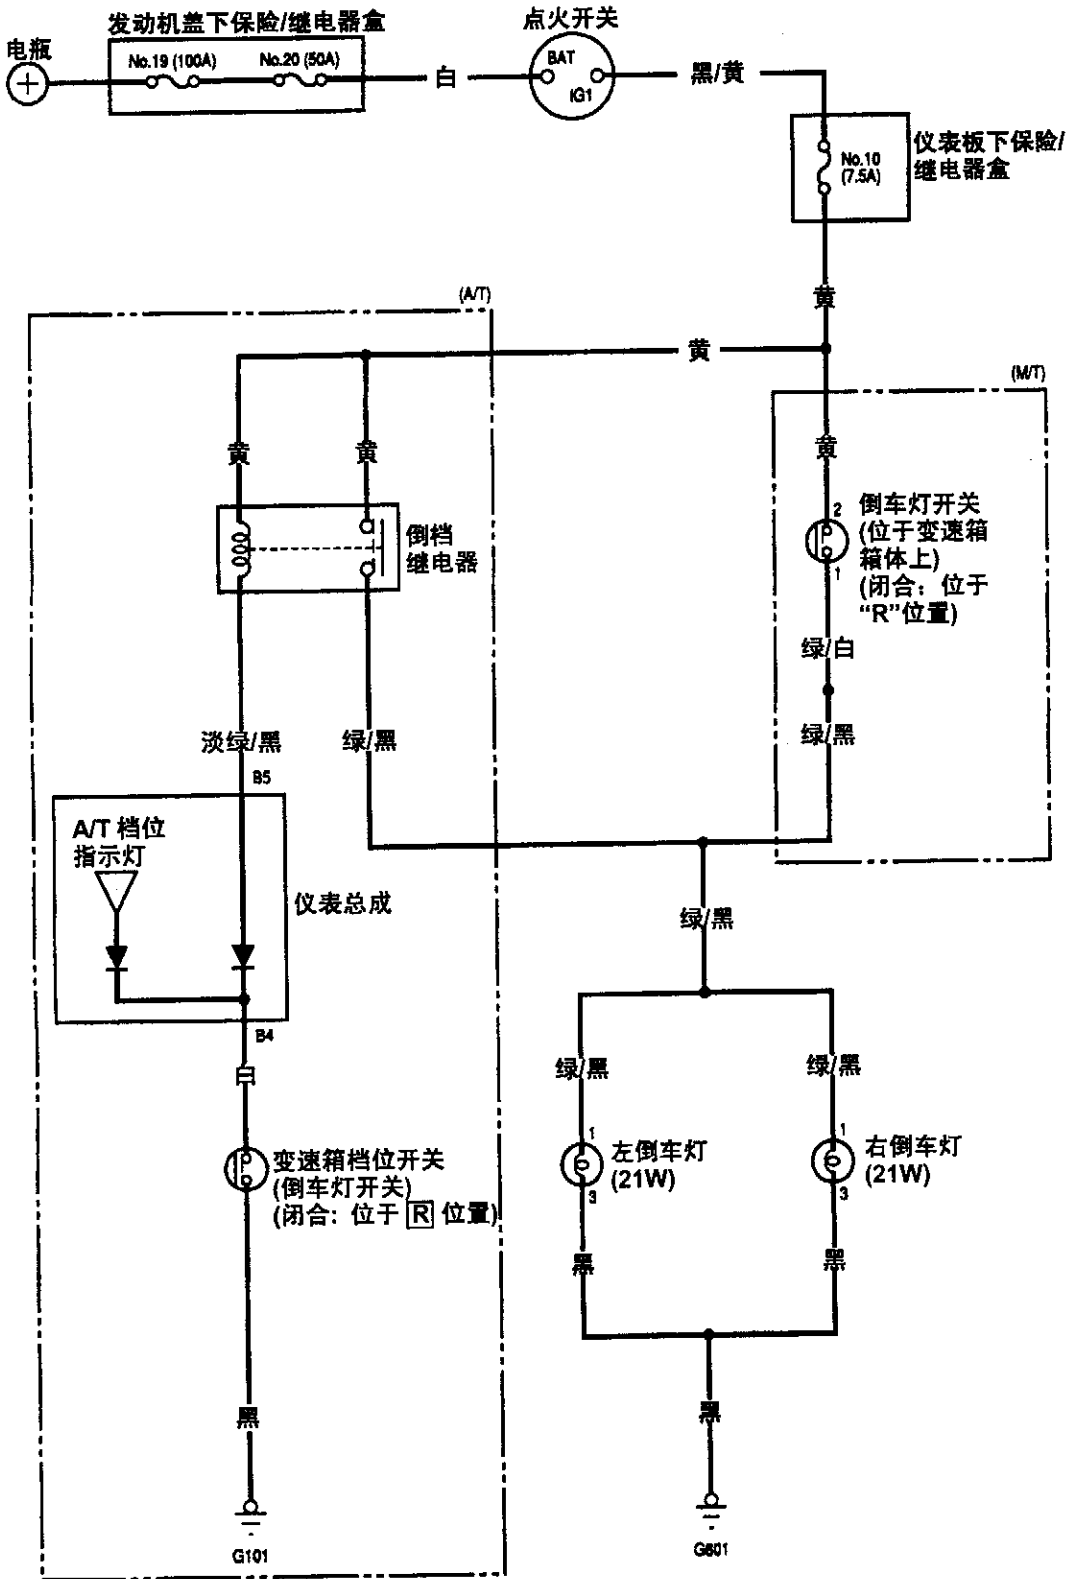 发动机盖下保险/继电器盒
点火开关
电瓶
No.19 (100A)
No.20 (50A)
白
BAT
IG1
黑/黄
仪表板下保险/
继电器盒
No.10
(7.5A)
黄
(A/T)
黄
(M/T)
黄
黄
黄
倒档
继电器
2
1
倒车灯开关
(位于变速箱
箱体上)
(闭合：位于
“R”位置)
绿/白
淡绿/黑
绿/黑
绿/黑
B5
A/T 档位
指示灯
仪表总成
绿/黑
B4
白
绿/黑
绿/黑
变速箱档位开关
(倒车灯开关)
(闭合：位于 R 位置)
1
左倒车灯
(21W)
3
1
右倒车灯
(21W)
3
黑
黑
黑
黑
G101
G601